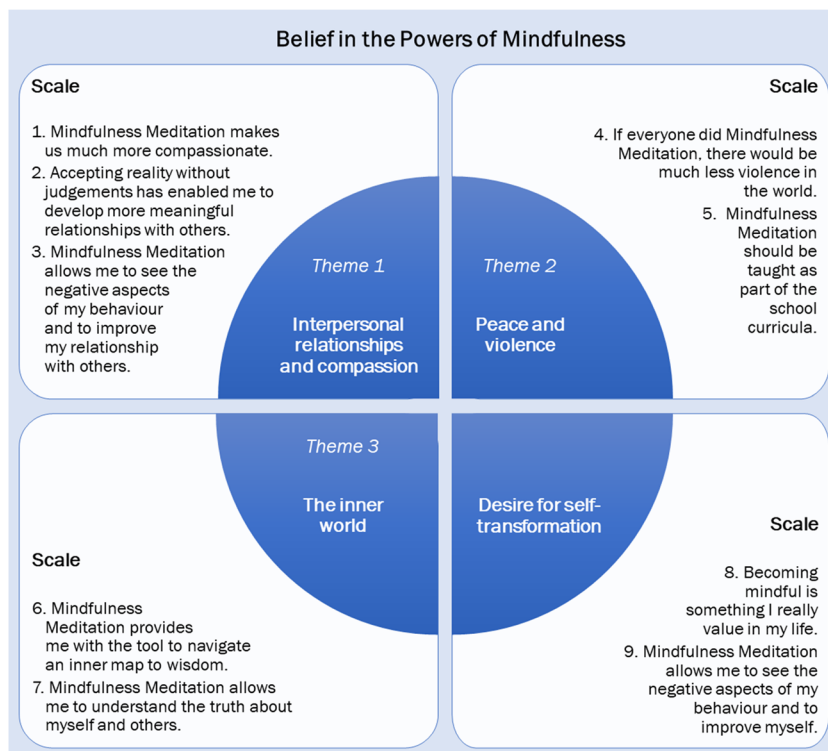 Belief in the Powers of Mindfulness
Scale
1. Mindfulness Meditation makes
us much more compassionate.
2. Accepting reality without
judgements has enabled me to
develop more meaningful
relationships with others.
3. Mindfulness Meditation
allows me to see the
negative aspects
of my behaviour
and to improve
my relationship
with others.
Theme 1
Interpersonal
relationships
and compassion
Scale
4. If everyone did Mindfulness
Meditation, there would be
much less violence in
the world.
5. Mindfulness
Meditation
should be
taught as
part of the
school
curricula.
Theme 2
Peace and
violence
Theme 3
The inner
world
Scale
6. Mindfulness
Meditation provides
me with the tool to navigate
an inner map to wisdom.
7. Mindfulness Meditation allows
me to understand the truth about
myself and others.
Desire for self-
transformation
Scale
8. Becoming
mindful is
something I really
value in my life.
9. Mindfulness Meditation
allows me to see the
negative aspects of my
behaviour and to
improve myself.